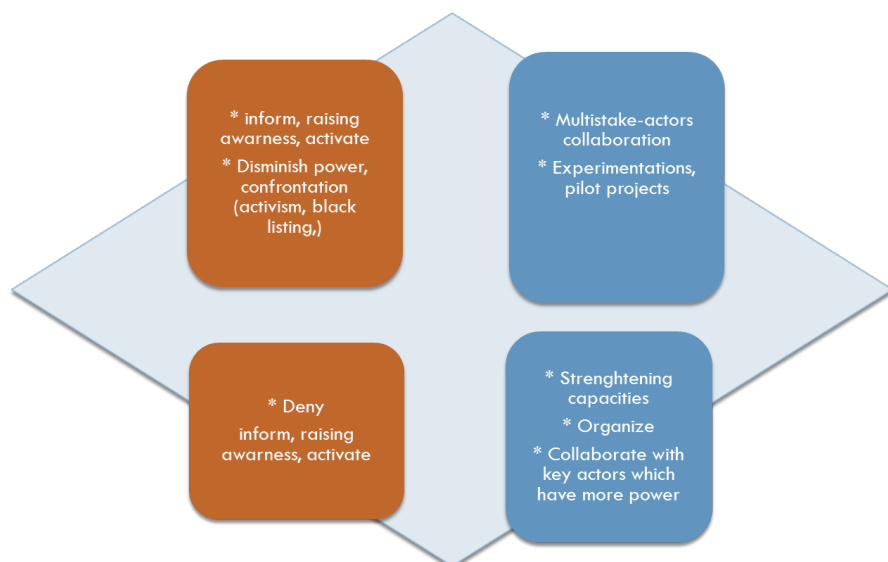 * inform, raising
awarness, activate
* Disminish power,
confrontation
(activism, black
listing,)
* Multistake-actors
collaboration
* Experimentations,
pilot projects
* Deny
inform, raising
awarness, activate
* Strenghtening
capacities
* Organize
* Collaborate with
key actors which
have more power